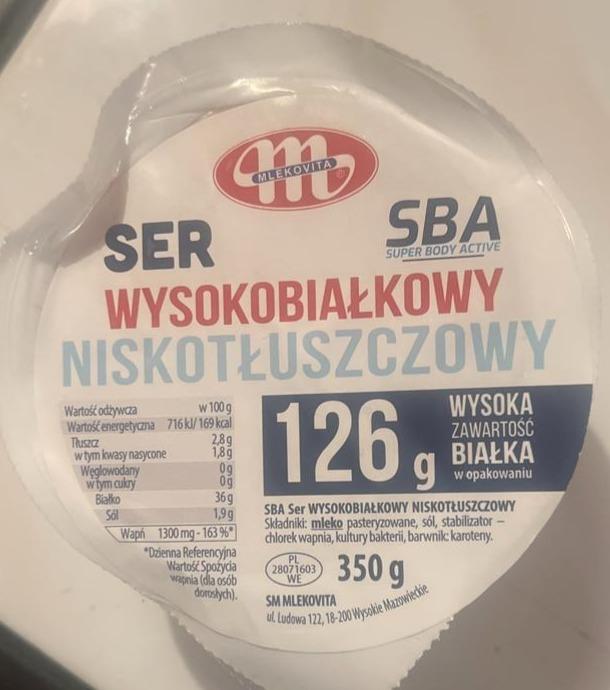 MLEKOVITA
SER
SBA
SUPER BODY ACTIVE
WYSOKOBIAŁKOWY
NISKOTŁUSZCZOWY
Wartość odżywcza w 100 g
Wartość energetyczna 716 kJ/ 169 kcal
Tłuszcz 2,8 g
w tym kwasy nasycone 1,8 g
Węglowodany 0 g
w tym cukry 0 g
Białko 36 g
Sól 1,9 g
Wapń 1300 mg - 163 %*
*Dzienna Referencyjna
Wartość Spożycia
wapnia (dla osób
dorosłych).
126 g
WYSOKA
ZAWARTOŚĆ
BIAŁKA
w opakowaniu
SBA Ser WYSOKOBIAŁKOWY NISKOTŁUSZCZOWY
Składniki: mleko pasteryzowane, sól, stabilizator –
chlorek wapnia, kultury bakterii, barwnik: karoteny.
PL
28071603
WE
350 g
SM MLEKOVITA
ul. Ludowa 122, 18-200 Wysokie Mazowieckie